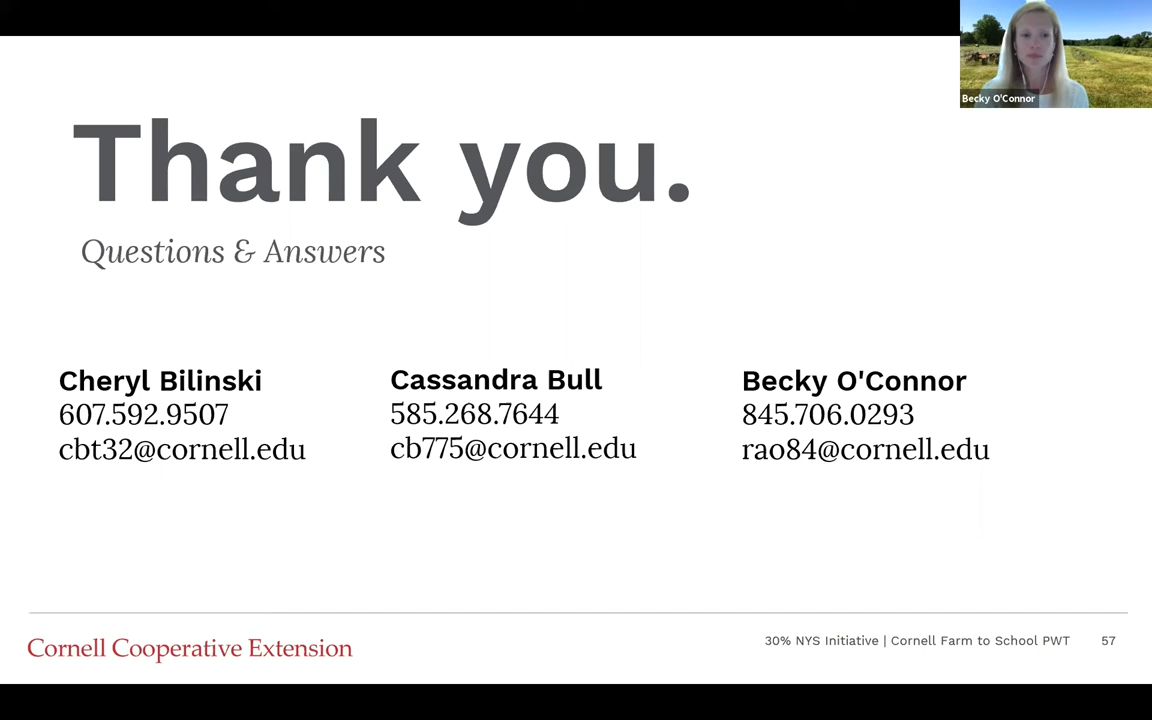 Becky O'Connor
Thank you.
Questions & Answers
Cheryl Bilinski
607.592.9507
cbt32@cornell.edu
Cassandra Bull
585.268.7644
cb775@cornell.edu
Becky O'Connor
845.706.0293
rao84@cornell.edu
Cornell Cooperative Extension
30% NYS Initiative | Cornell Farm to School PWT 57